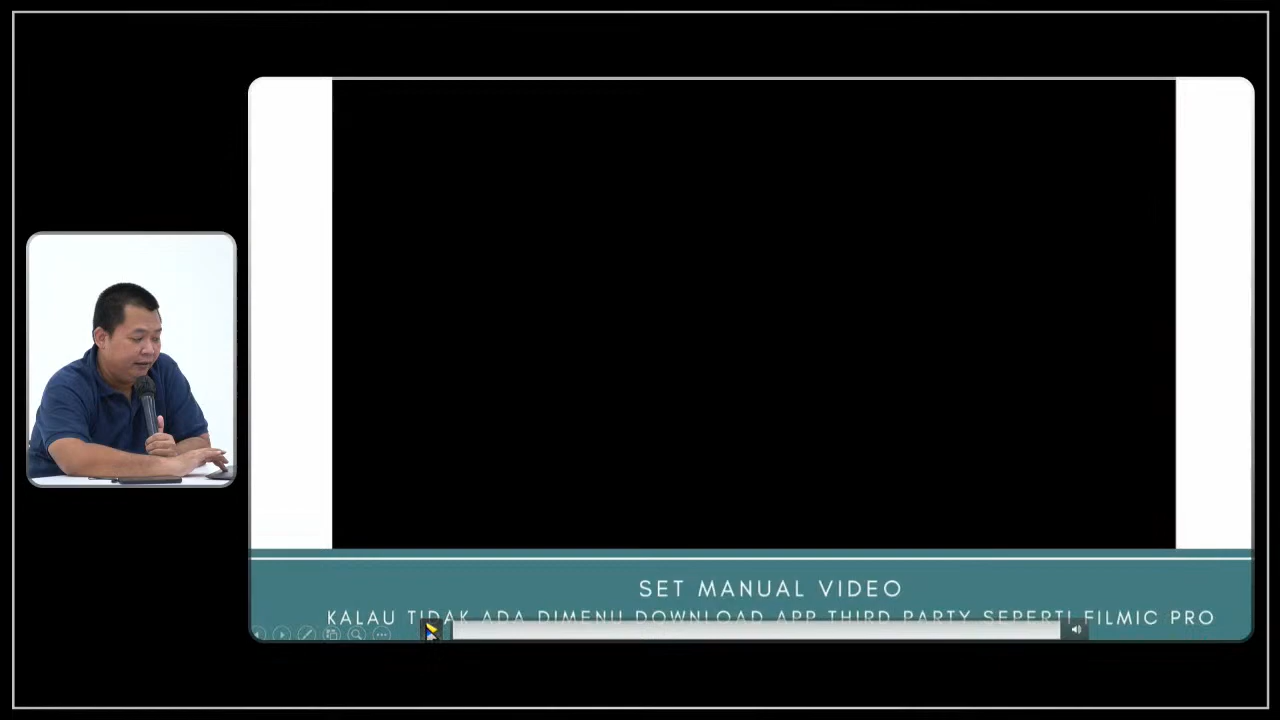 SET MANUAL VIDEO
KALAU TIDAK ADA DIMENU DOWNLOAD APP THIRD PARTY SEPERTI FILMIC PRO